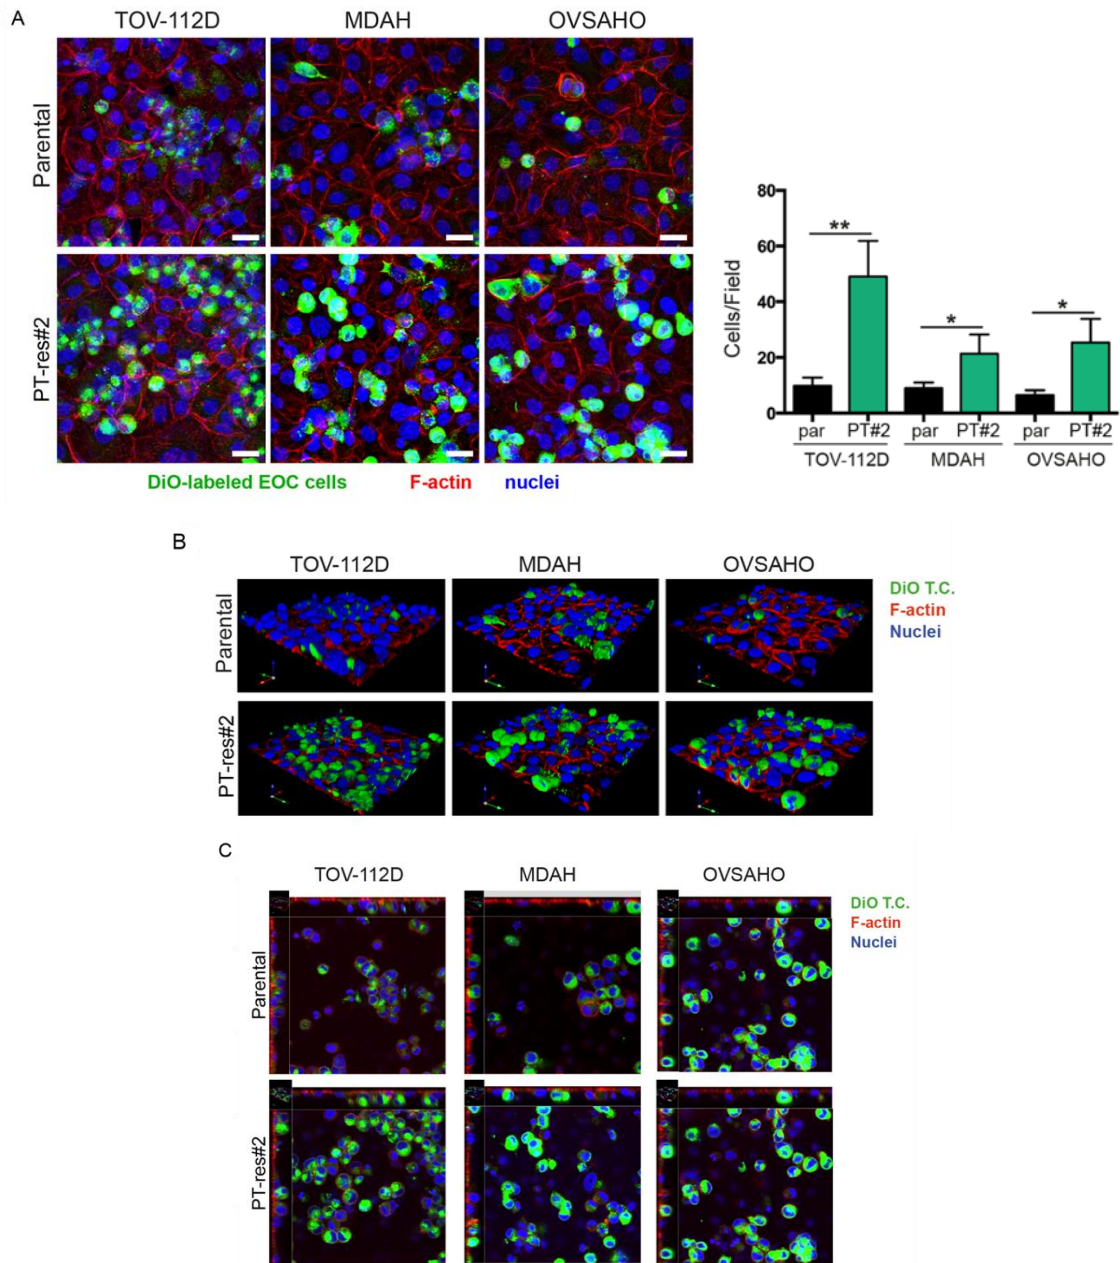 A
TOV-112D MDAH OVSAHO
Parental
PT-res#2
DiO-labeled EOC cells F-actin nuclei
Cells/Field
80
60
40
20
0
** * *
par PT#2 par PT#2 par PT#2
TOV-112D MDAH OVSAHO
B
TOV-112D MDAH OVSAHO
Parental
PT-res#2
DiO T.C.
F-actin
Nuclei
C
TOV-112D MDAH OVSAHO
Parental
PT-res#2
DiO T.C.
F-actin
Nuclei